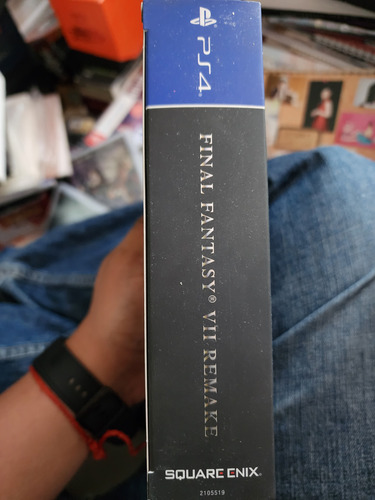 PS4
FINAL FANTASY® VII REMAKE
SQUARE ENIX
2105519